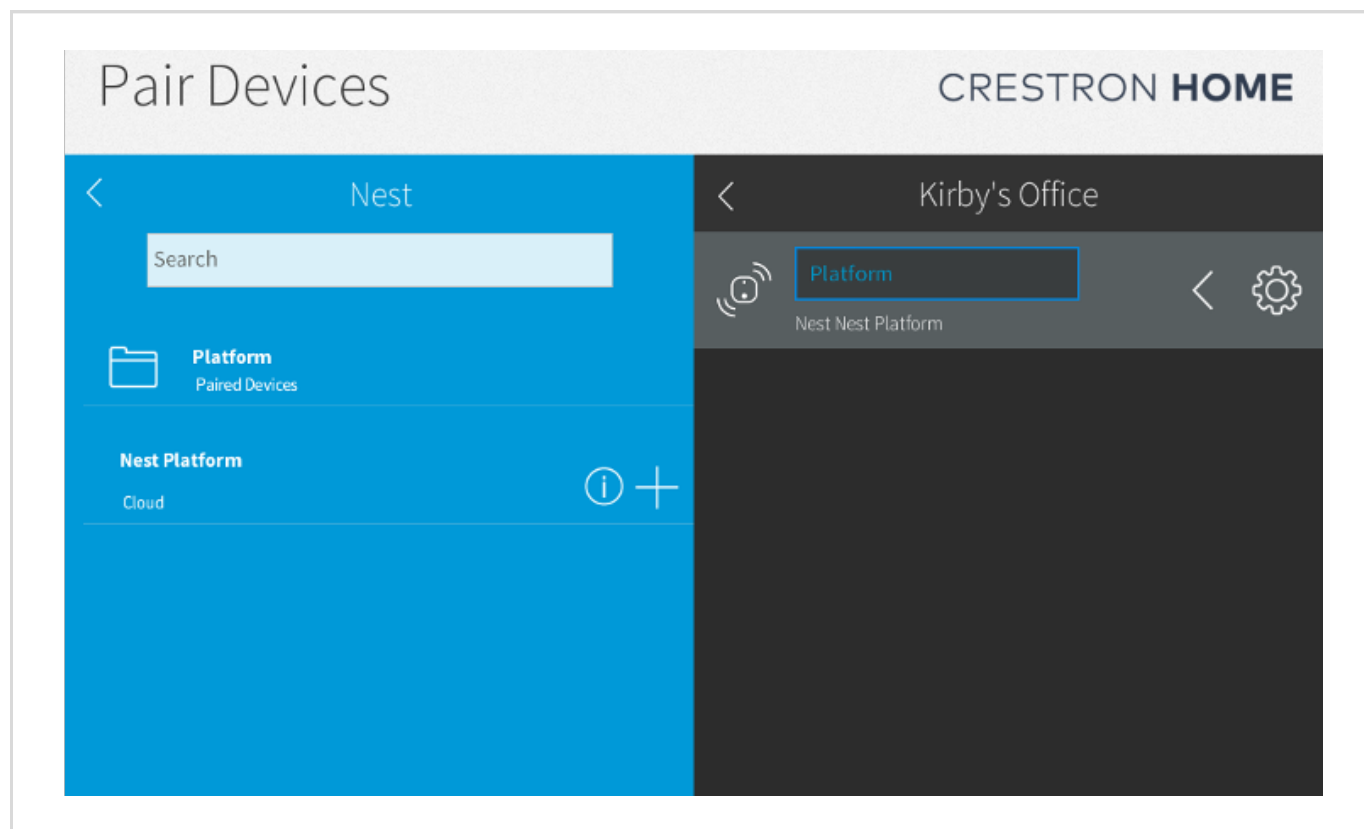 Pair Devices
CRESTRON HOME
Nest
Search
Platform
Paired Devices
Nest Platform
Cloud
Kirby's Office
Platform
Nest Nest Platform